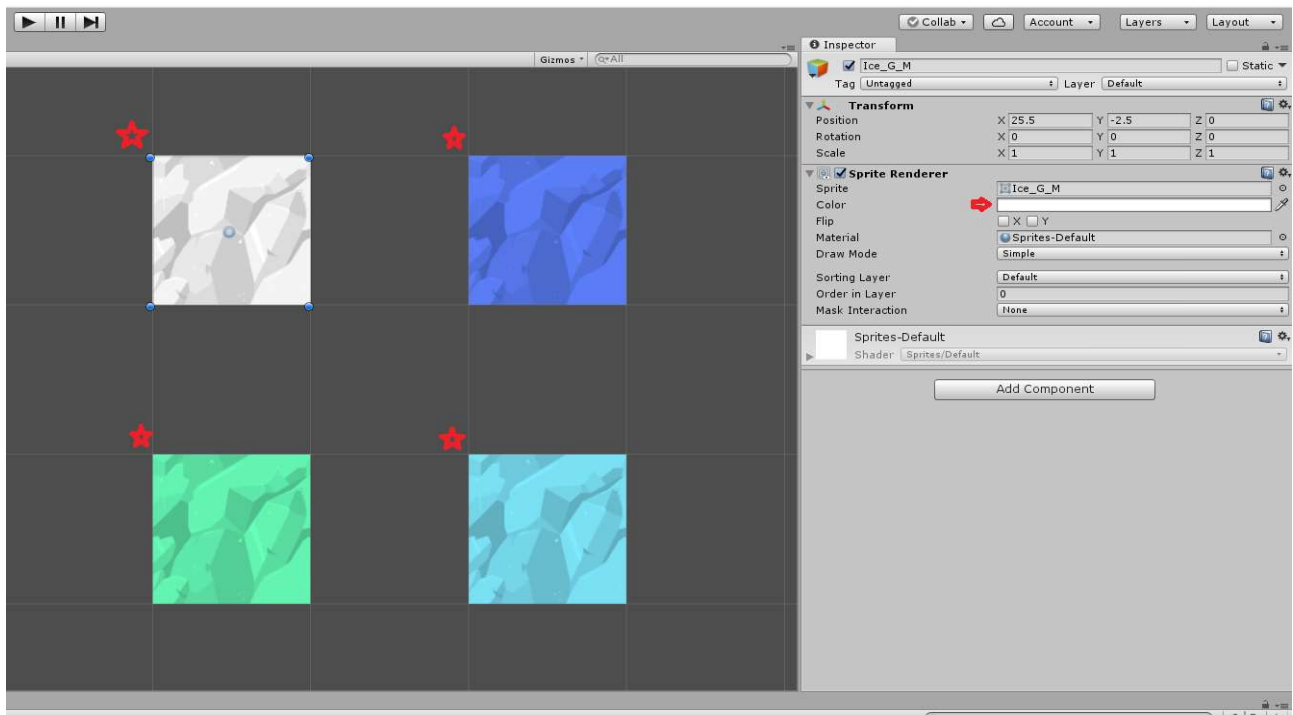 Collab Account Layers Layout
Inspector
Gizmos All
Ice_G_M Static
Tag Untagged Layer Default
Transform
Position X 25.5 Y -2.5 Z 0
Rotation X 0 Y 0 Z 0
Scale X 1 Y 1 Z 1
Sprite Renderer
Sprite Ice_G_M
Color
Flip X Y
Material Sprites-Default
Draw Mode Simple
Sorting Layer Default
Order in Layer 0
Mask Interaction None
Sprites-Default
Shader Sprites/Default
Add Component